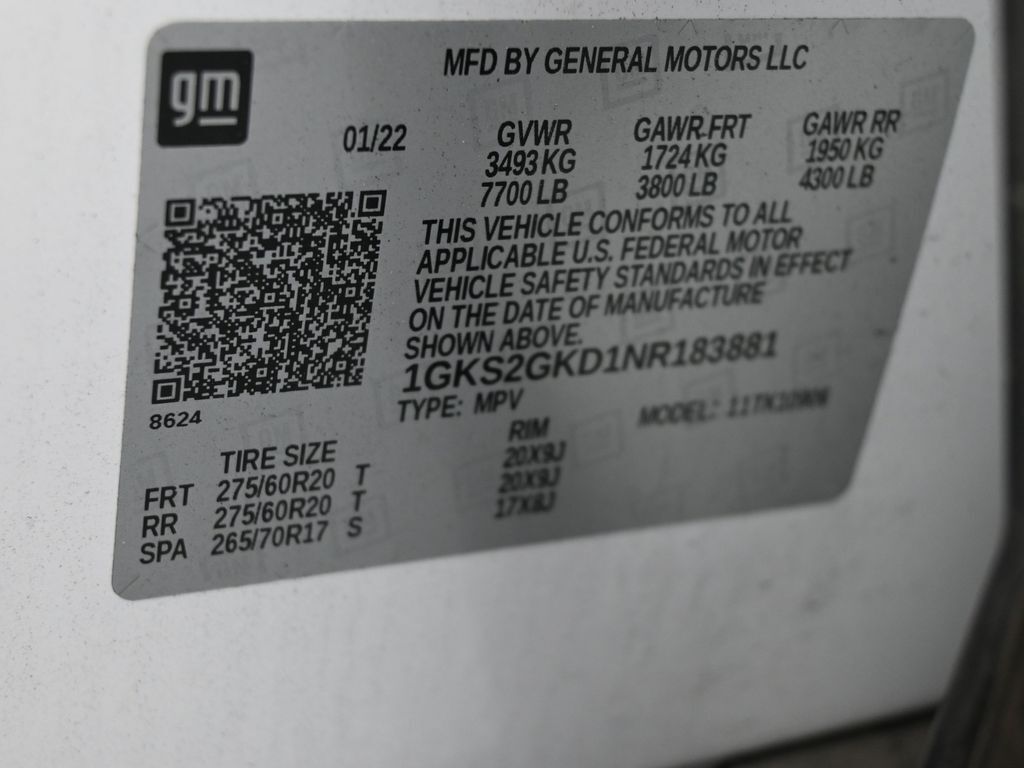 gm
MFD BY GENERAL MOTORS LLC
01/22
GVWR GAWR FRT GAWR RR
3493 KG 1724 KG 1950 KG
7700 LB 3800 LB 4300 LB
THIS VEHICLE CONFORMS TO ALL
APPLICABLE U.S. FEDERAL MOTOR
VEHICLE SAFETY STANDARDS IN EFFECT
ON THE DATE OF MANUFACTURE
SHOWN ABOVE.
1GKS2GKD1NR183881
8624
TYPE: MPV MODEL:
TIRE SIZE RIM
FRT 275/60R20 T 20X9J
RR 275/60R20 T 20X9J
SPA 265/70R17 S 17X8J